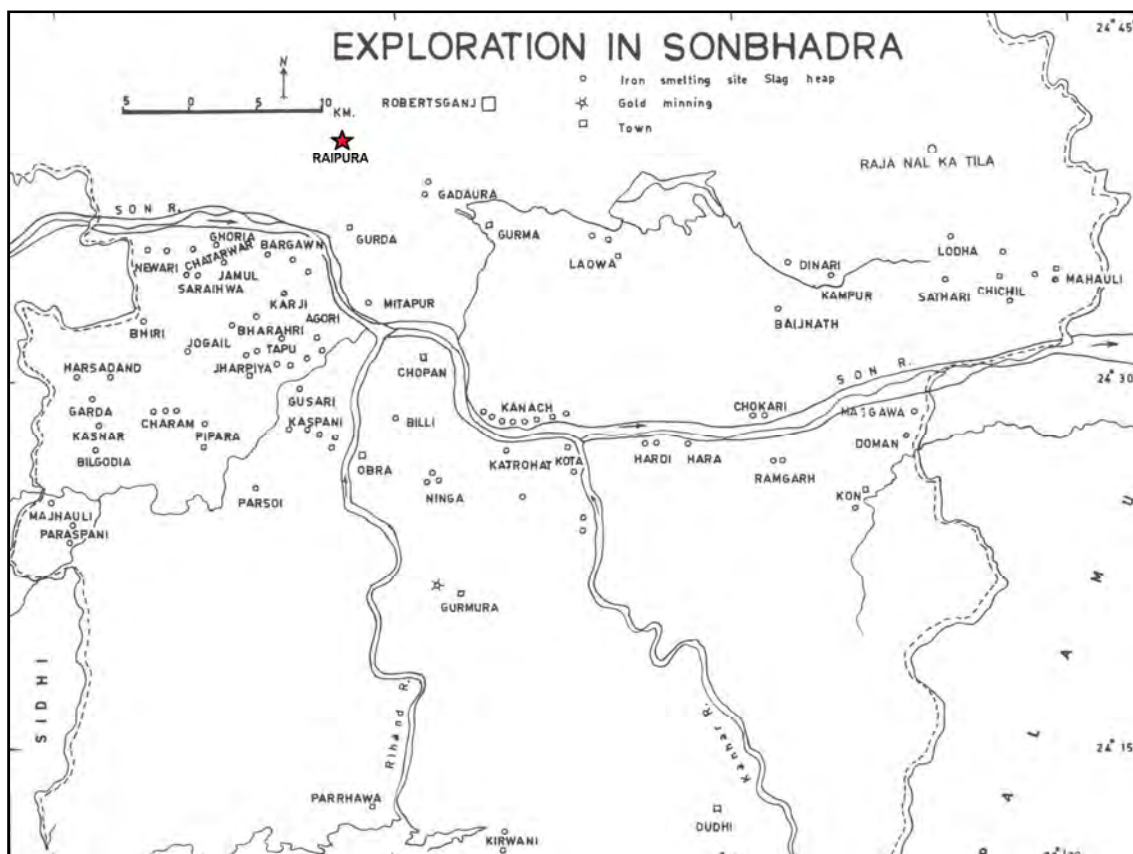 EXPLORATION IN SONBHADRA
24° 45'
N
5 0 5 10
KM.
ROBERTSGANJ
Iron smelting site Slag heap
Gold minning
Town
RAIPURA
RAJA NAL KA TILA
GADAURA
SON R.
GURDA
GURMA
GHORIA
CHATARWAR
BARGAWN
NEWARI
JAMUL
SARAIHWA
LAOWA
DINARI
KAMPUR
LODHA
SATHARI
CHICHIL
MAHAULI
KARJI
MITAPUR
AGORI
BAIJNATH
BHIRI
BHARAHRI
JOGAIL
TAPU
JHARPIYA
HARSADAND
CHOPAN
SON R.
24° 30
GUSARI
GARDA
CHARAM
KASPANI
BILLI
KANACH
CHOKARI
MAJGAWA
KASHAR
PIPARA
BILGODIA
OBRA
KATROHAT
KOTA
HARDI
HARA
RAMGARH
DOMAN
PARSOI
NINGA
KON
MAJHAULI
PARASPANI
GURMURA
SIDHI
Rihand R.
Kanhar R.
24° 15
PARRHAWA
DUDHI
KIRWANI
A L A M U